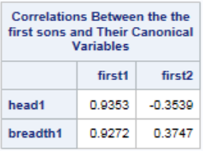 Correlations Between the the
first sons and Their Canonical
Variables
first1 first2
head1 0.9353 -0.3539
breadth1 0.9272 0.3747